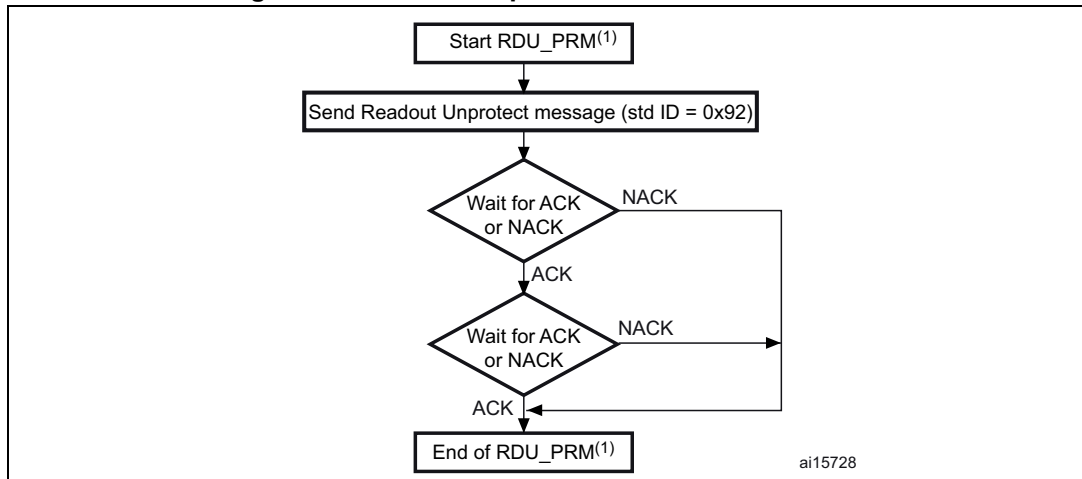 Start RDU_PRM(1)
Send Readout Unprotect message (std ID = 0x92)
Wait for ACK
or NACK
NACK
ACK
Wait for ACK
or NACK
NACK
ACK
End of RDU_PRM(1)
ai15728